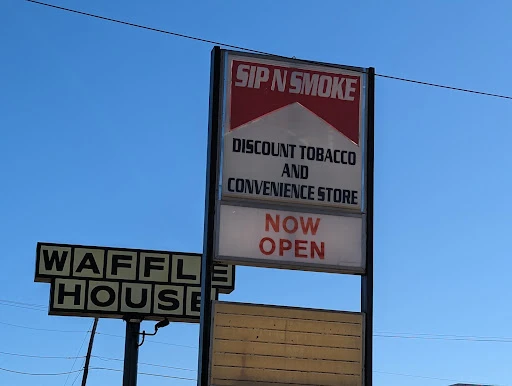 SIP N SMOKE
DISCOUNT TOBACCO
AND
CONVENIENCE STORE
NOW
OPEN
WAFFLE
HOUSE